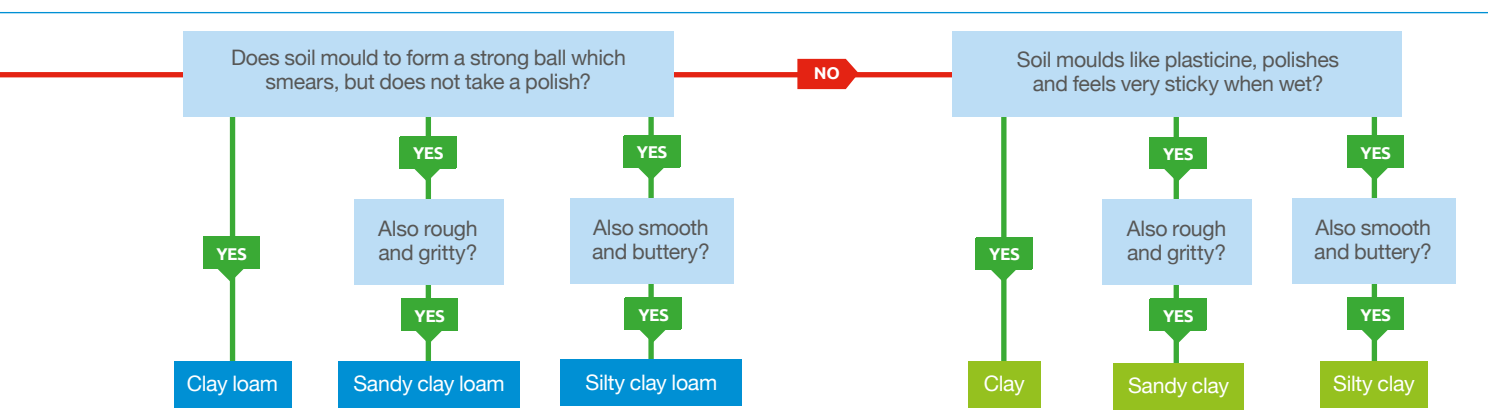 Does soil mould to form a strong ball which
smears, but does not take a polish?
NO
Soil moulds like plasticine, polishes
and feels very sticky when wet?
YES
YES
YES
YES
Also rough
and gritty?
Also smooth
and buttery?
Also rough
and gritty?
Also smooth
and buttery?
YES
YES
YES
YES
YES
YES
Clay loam
Sandy clay loam
Silty clay loam
Clay
Sandy clay
Silty clay